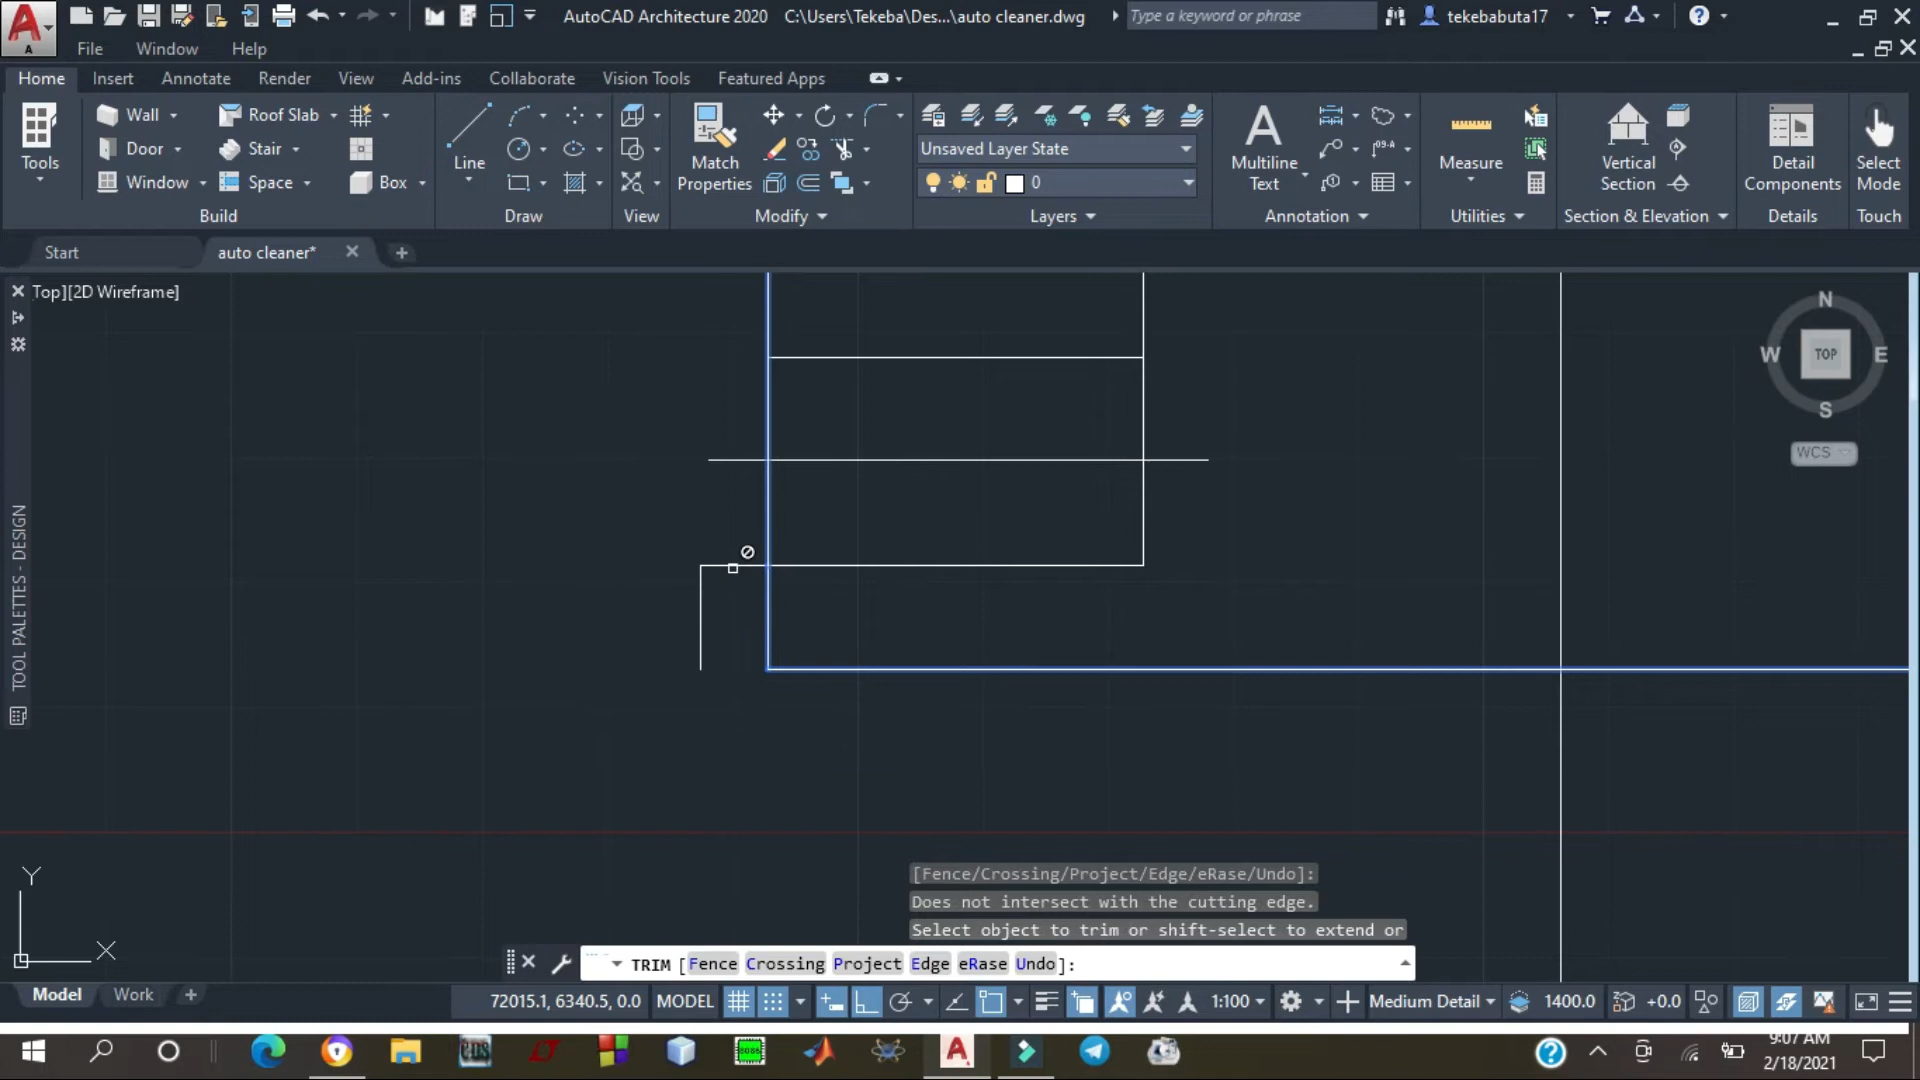 AutoCAD Architecture 2020 C:\Users\Tekeba\Des...\auto cleaner.dwg
Type a keyword or phrase
tekebabuta17
A
File Window Help
Home Insert Annotate Render View Add-ins Collaborate Vision Tools Featured Apps
Tools
Wall
Door
Window
Roof Slab
Stair
Space
Box
Build
Line
Draw
View
Match
Properties
Modify
Unsaved Layer State
0
Layers
Multiline
Text
Annotation
Measure
Utilities
Vertical
Section
Section & Elevation
Detail
Components
Details
Select
Mode
Touch
Start
auto cleaner*
Top][2D Wireframe]
N
W TOP E
S
WCS
TOOL PALETTES - DESIGN
Y
X
[Fence/Crossing/Project/Edge/eRase/Undo]:
Does not intersect with the cutting edge.
Select object to trim or shift-select to extend or
TRIM [Fence Crossing Project Edge eRase Undo]:
Model Work
72015.1, 6340.5, 0.0 MODEL 1:100 Medium Detail 1400.0 +0.0
9:07 AM
2/18/2021